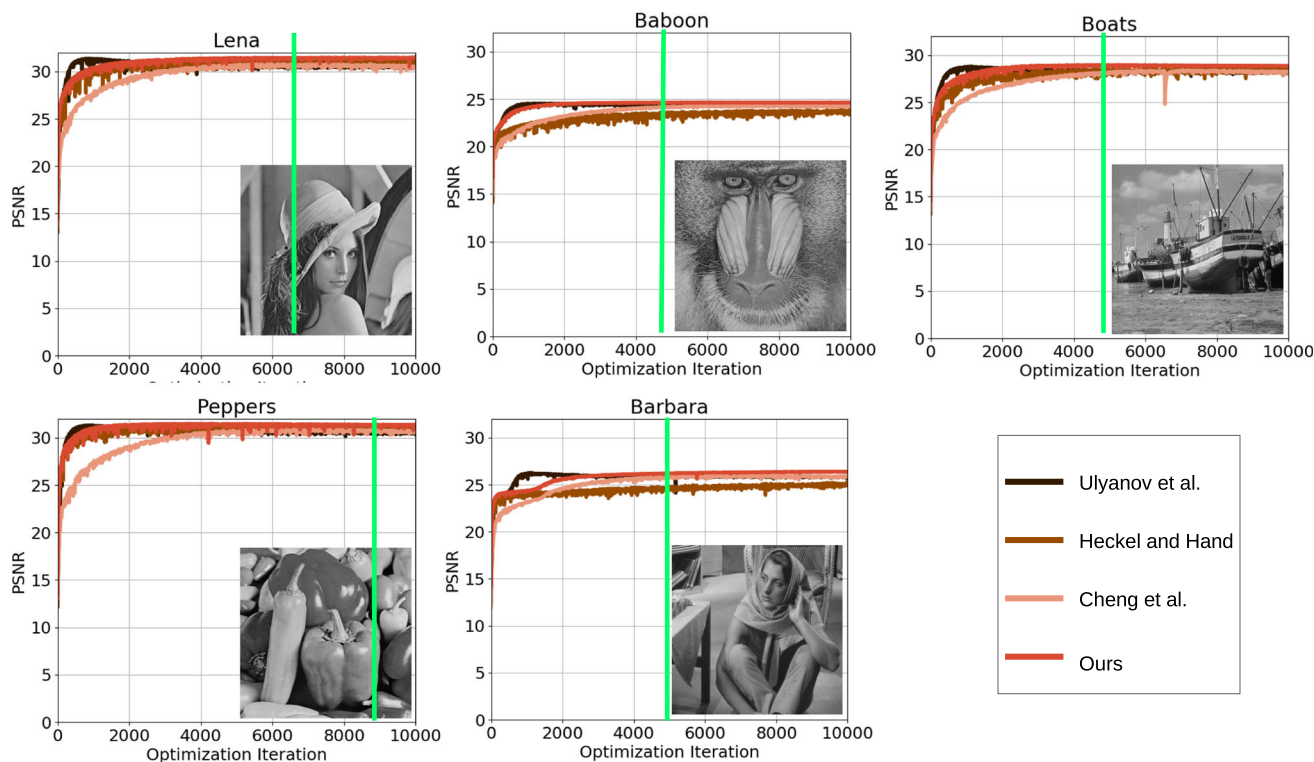 Lena
PSNR
30
25
20
15
10
5
0
0 2000 4000 6000 8000 10000
Baboon
PSNR
30
25
20
15
10
5
0
0 2000 4000 6000 8000 10000
Optimization Iteration
Boats
PSNR
30
25
20
15
10
5
0
0 2000 4000 6000 8000 10000
Optimization Iteration
Peppers
PSNR
30
25
20
15
10
5
0
0 2000 4000 6000 8000 10000
Optimization Iteration
Barbara
PSNR
30
25
20
15
10
5
0
0 2000 4000 6000 8000 10000
Optimization Iteration
Ulyanov et al.
Heckel and Hand
Cheng et al.
Ours